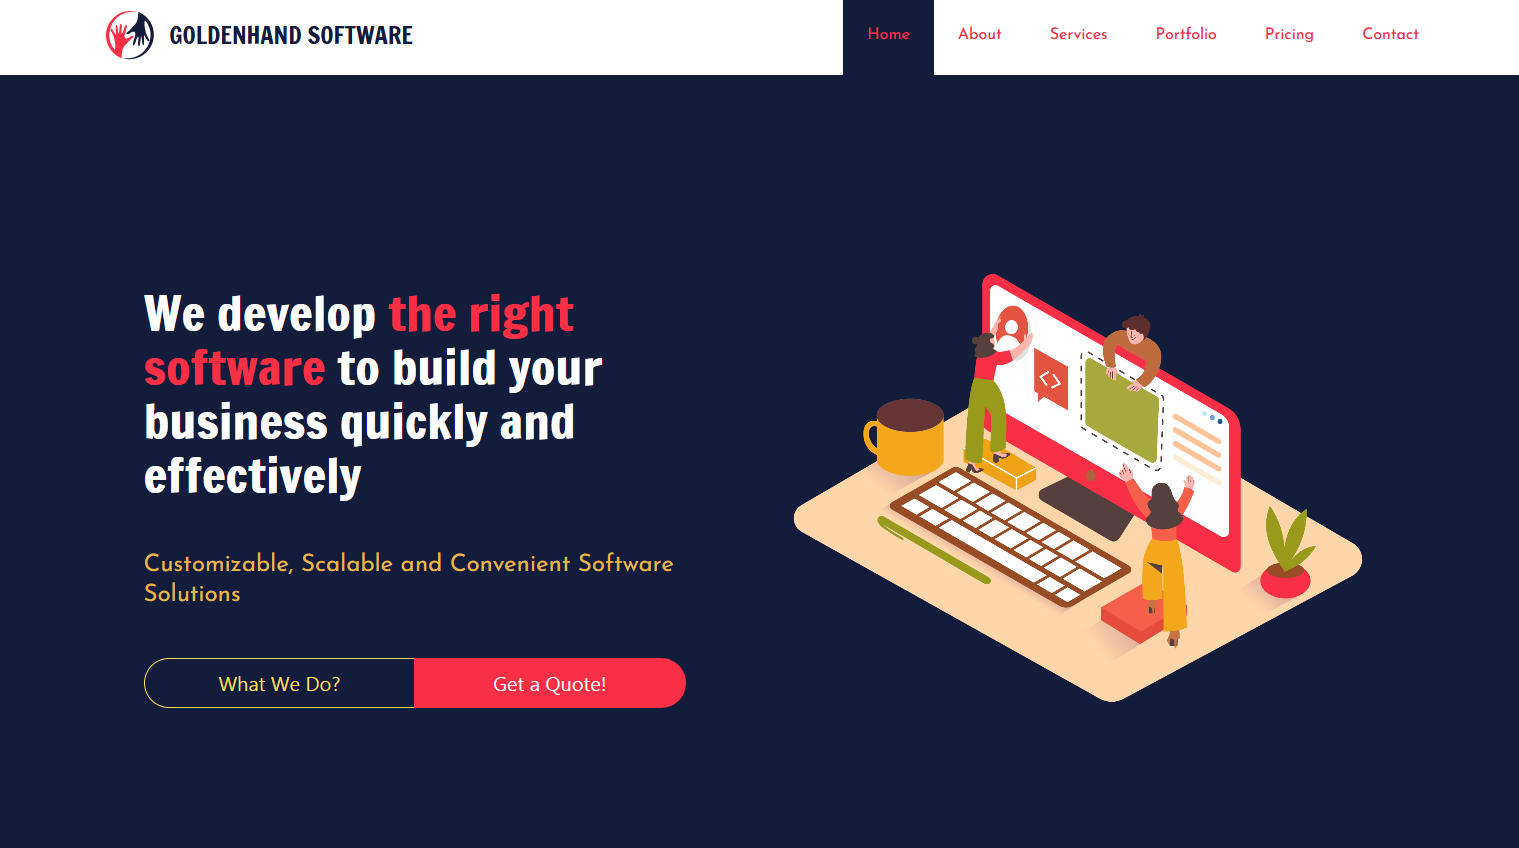 GOLDENHAND SOFTWARE
Home About Services Portfolio Pricing Contact
We develop the right
software to build your
business quickly and
effectively
Customizable, Scalable and Convenient Software
Solutions
What We Do? Get a Quote!